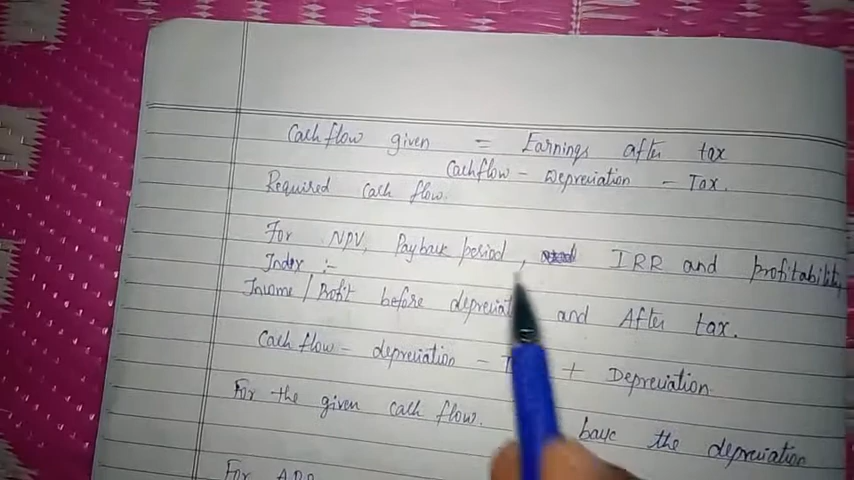 Cash flow given = Earnings after tax
Cashflow - Depreciation - Tax.
Required cash flow.
For NPV, Payback period, IRR and profitability
Index :-
Income / Profit before depreciation and After tax.
Cash flow - depreciation - + Depreciation
For the given cash flow.
the depreciation
For ARR